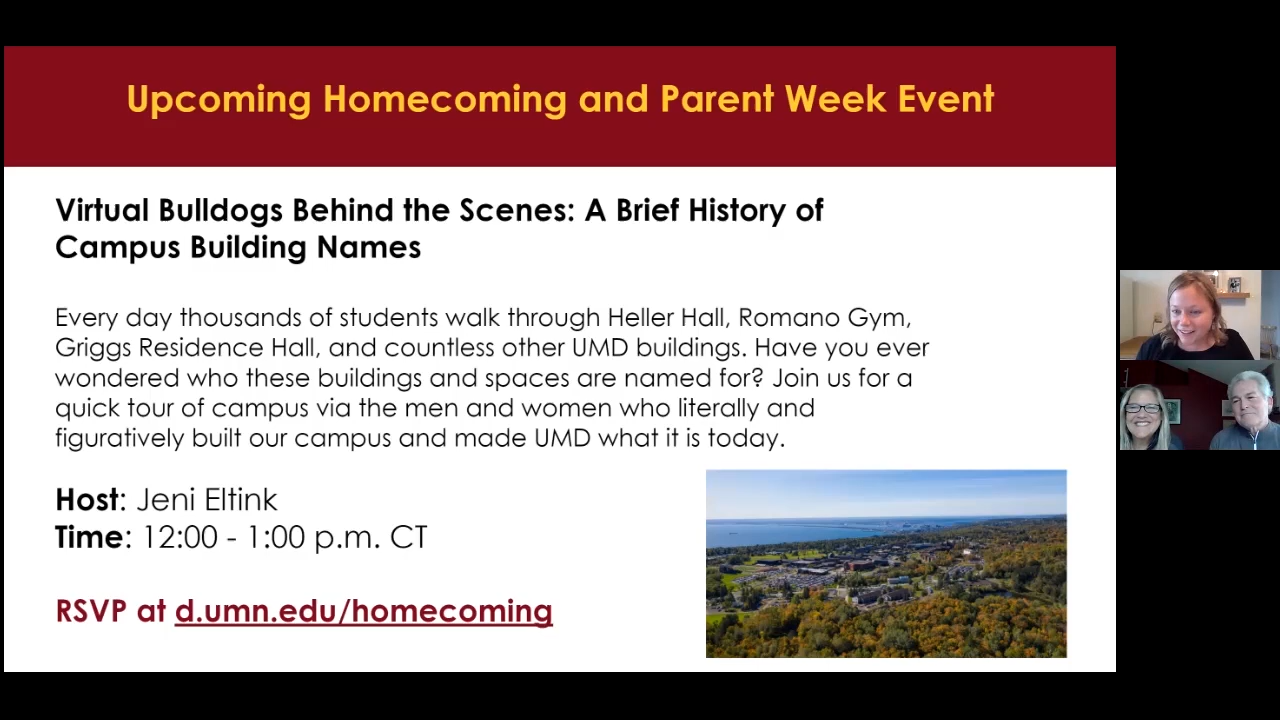 Upcoming Homecoming and Parent Week Event
Virtual Bulldogs Behind the Scenes: A Brief History of
Campus Building Names
Every day thousands of students walk through Heller Hall, Romano Gym,
Griggs Residence Hall, and countless other UMD buildings. Have you ever
wondered who these buildings and spaces are named for? Join us for a
quick tour of campus via the men and women who literally and
figuratively built our campus and made UMD what it is today.
Host: Jeni Eltink
Time: 12:00 - 1:00 p.m. CT
RSVP at d.umn.edu/homecoming